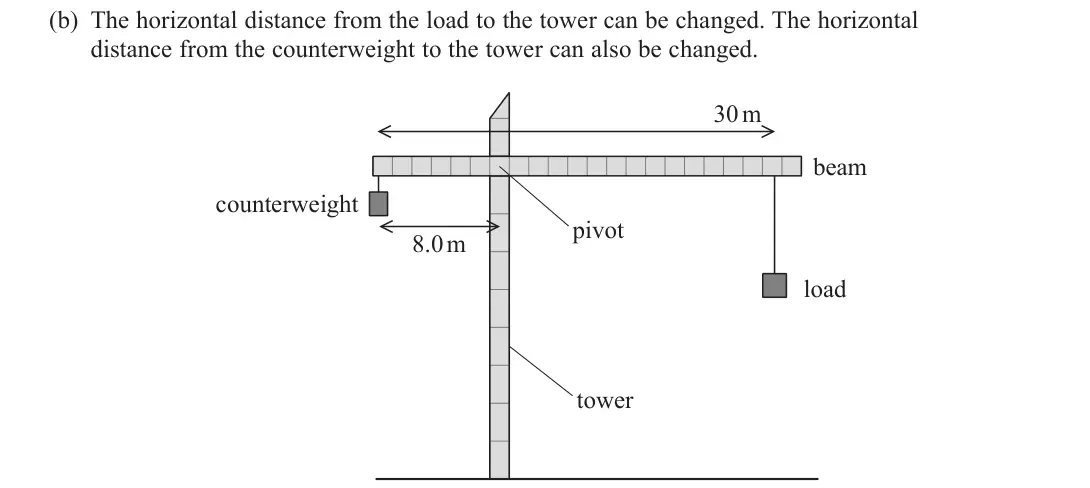 (b) The horizontal distance from the load to the tower can be changed. The horizontal
distance from the counterweight to the tower can also be changed.
30 m
beam
counterweight
pivot
8.0 m
load
tower